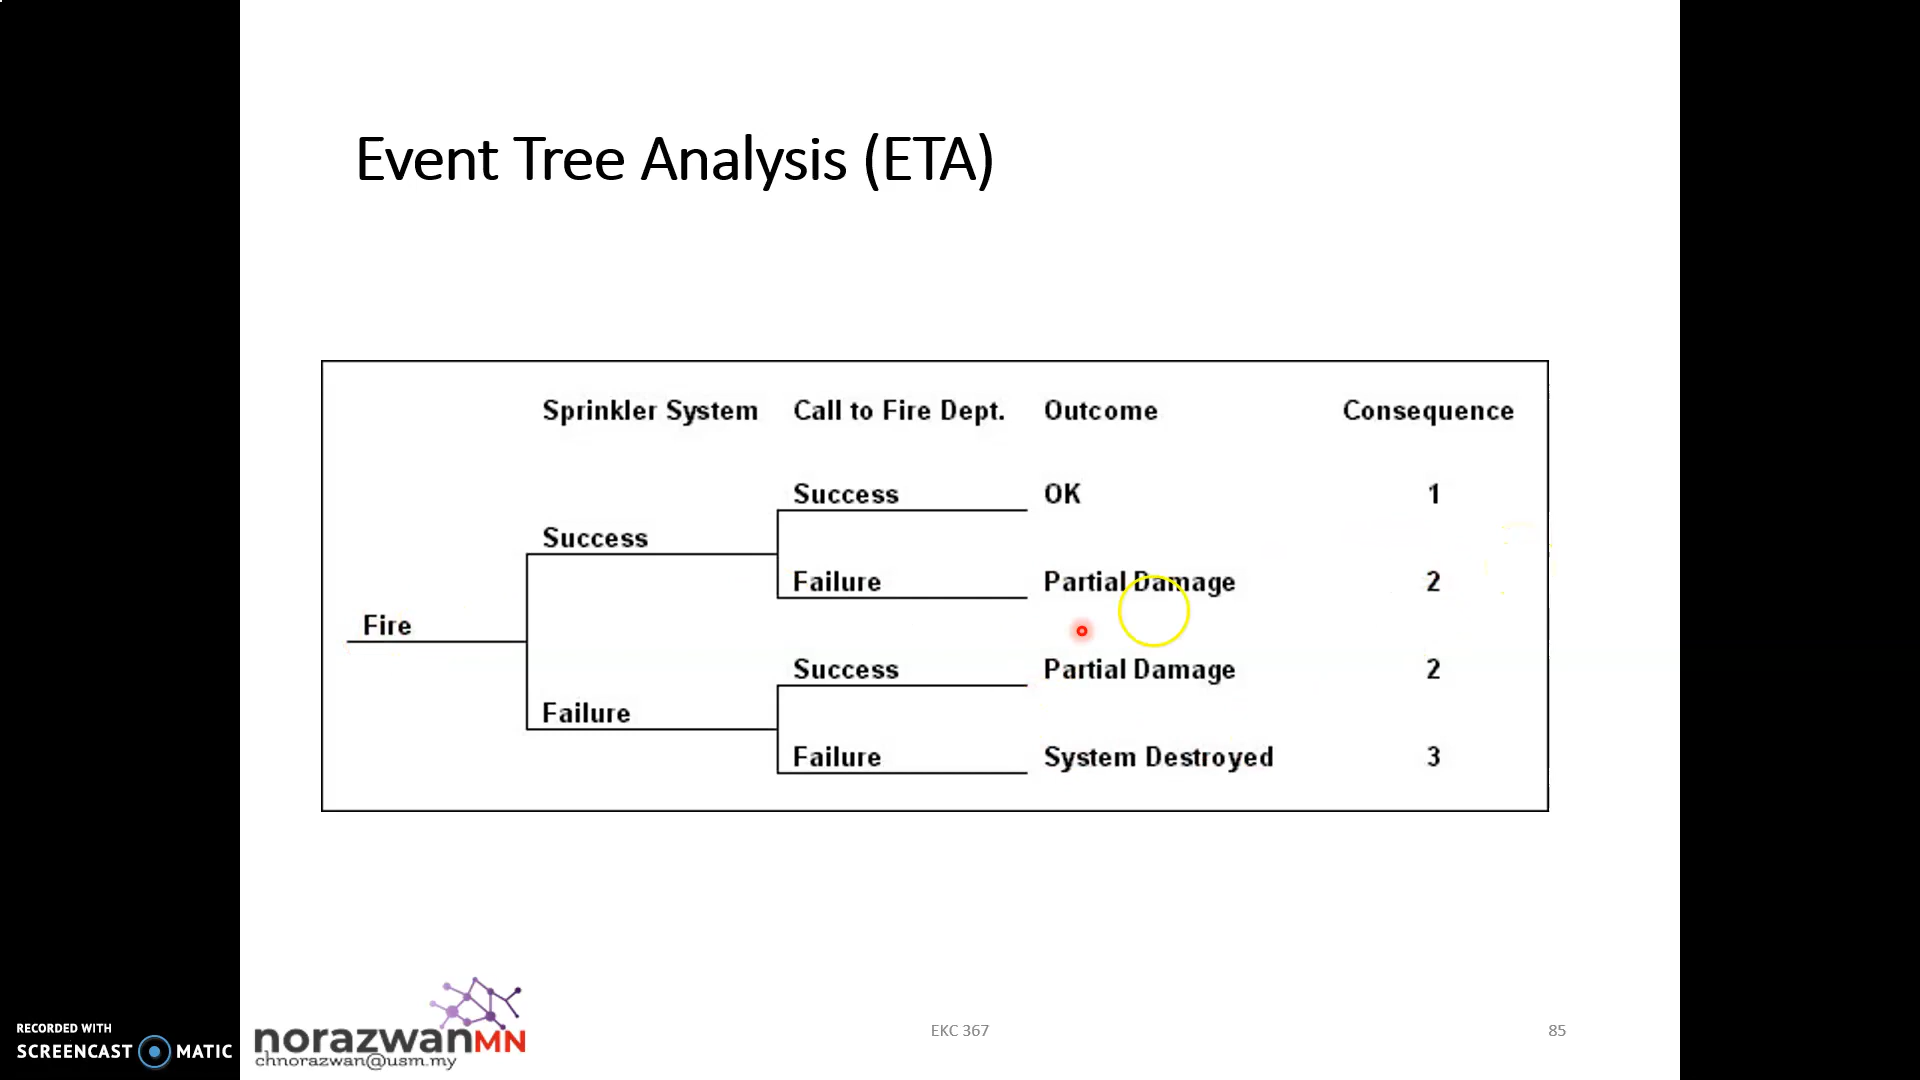 Event Tree Analysis (ETA)
Sprinkler System Call to Fire Dept. Outcome Consequence
Success OK 1
Success
Failure Partial Damage 2
Fire
Success Partial Damage 2
Failure
Failure System Destroyed 3
RECORDED WITH
SCREENCAST MATIC
norazwanMN
chnorazwan@usm.my
EKC 367
85